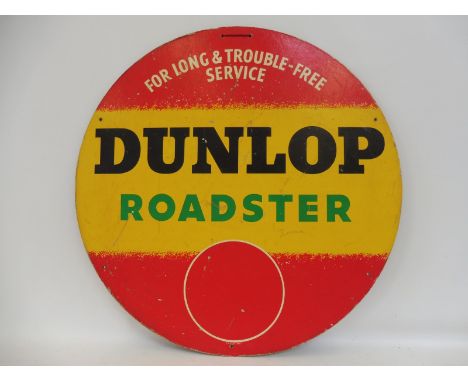 FOR LONG & TROUBLE-FREE
SERVICE
DUNLOP
ROADSTER